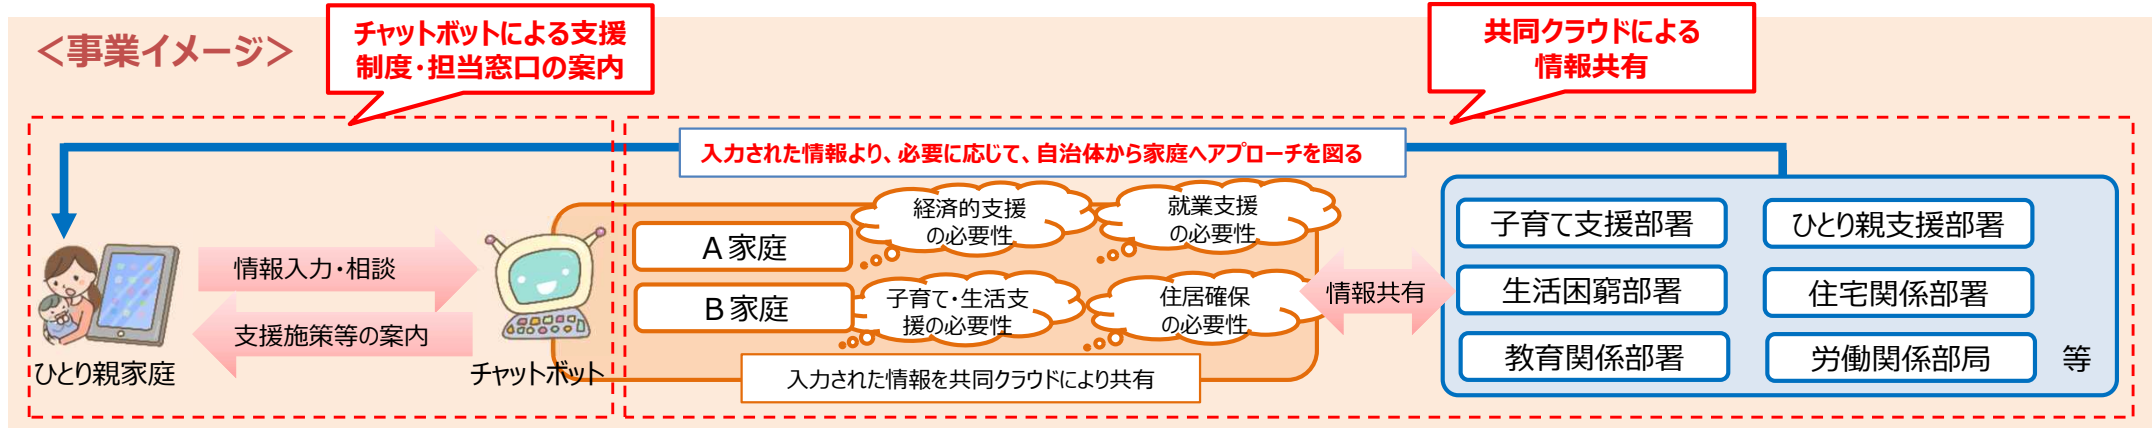 ＜事業イメージ＞
チャットボットによる支援
制度・担当窓口の案内
共同クラウドによる
情報共有
入力された情報より、必要に応じて、自治体から家庭へアプローチを図る
ひとり親家庭
情報入力・相談
支援施策等の案内
チャットボット
Ａ家庭
経済的支援
の必要性
就業支援
の必要性
Ｂ家庭
子育て・生活支
援の必要性
住居確保
の必要性
入力された情報を共同クラウドにより共有
情報共有
子育て支援部署
ひとり親支援部署
生活困窮部署
住宅関係部署
教育関係部署
労働関係部局
等